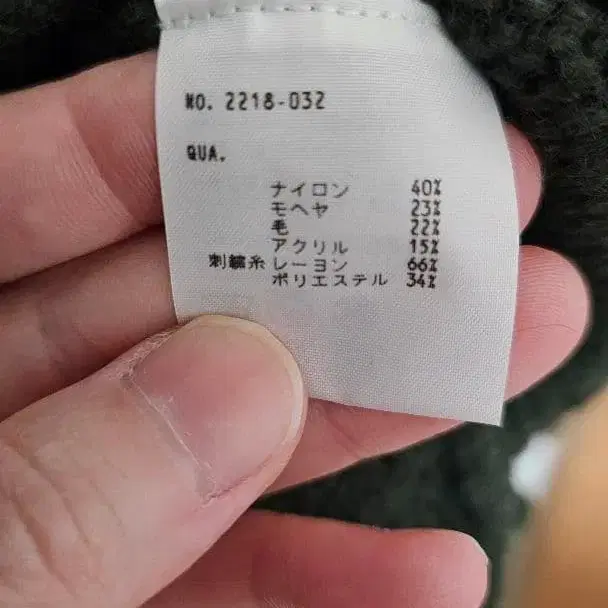 NO. 2218-032
QUA.
ナイロン 40%
モヘヤ 23%
毛 22%
アクリル 15%
刺繍糸 レーヨン 66%
ポリエステル 34%